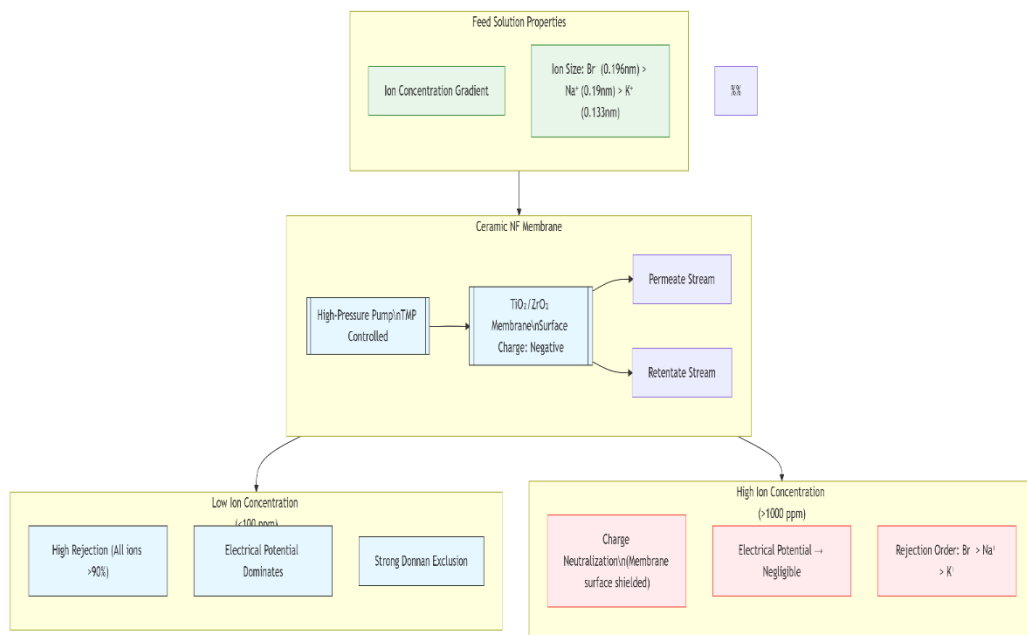 Feed Solution Properties
Ion Concentration Gradient
Ion Size: Br⁻ (0.196nm) >
Na⁺ (0.19nm) > K⁺
(0.133nm)
%%
Ceramic NF Membrane
High-Pressure Pump\nTMP
Controlled
TiO₂/ZrO₂
Membrane\nSurface
Charge: Negative
Permeate Stream
Retentate Stream
Low Ion Concentration
(<100 ppm)
High Rejection (All ions
>90%)
Electrical Potential
Dominates
Strong Donnan Exclusion
High Ion Concentration
(>1000 ppm)
Charge
Neutralization\n(Membrane
surface shielded)
Electrical Potential →
Negligible
Rejection Order: Br⁻ > Na⁺
> K⁺